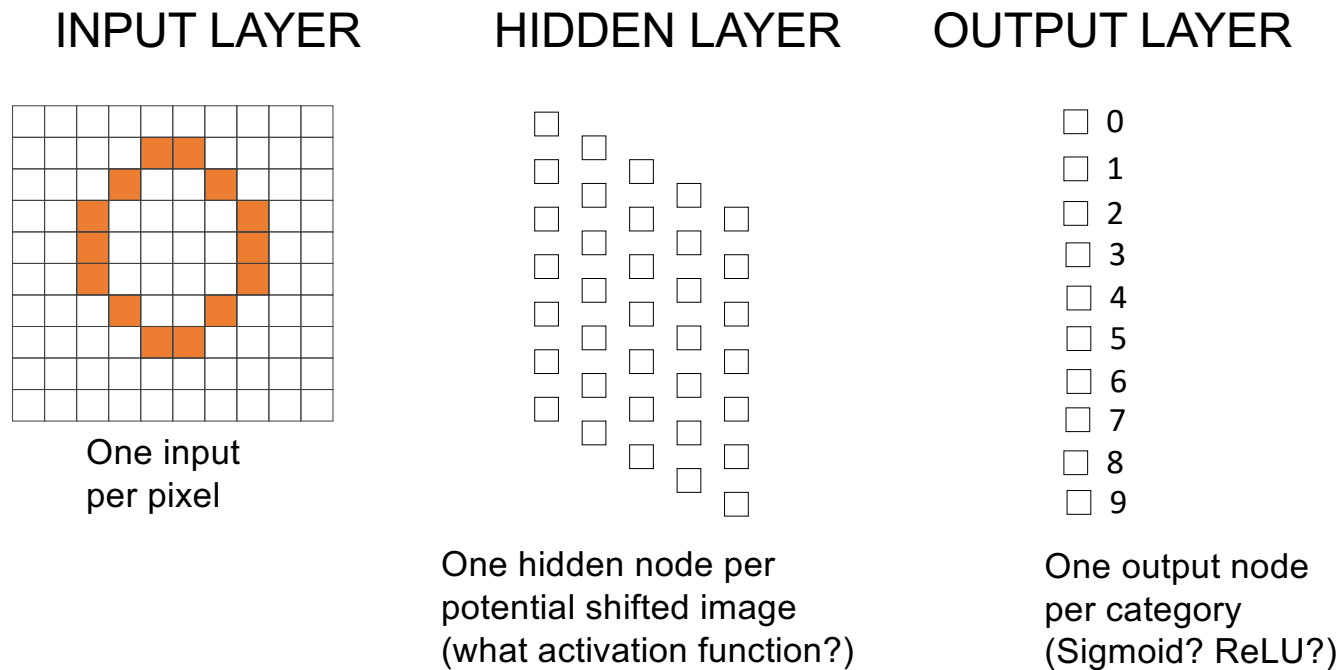 INPUT LAYER
HIDDEN LAYER
OUTPUT LAYER
One input
per pixel
One hidden node per
potential shifted image
(what activation function?)
0
1
2
3
4
5
6
7
8
9
One output node
per category
(Sigmoid? ReLU?)